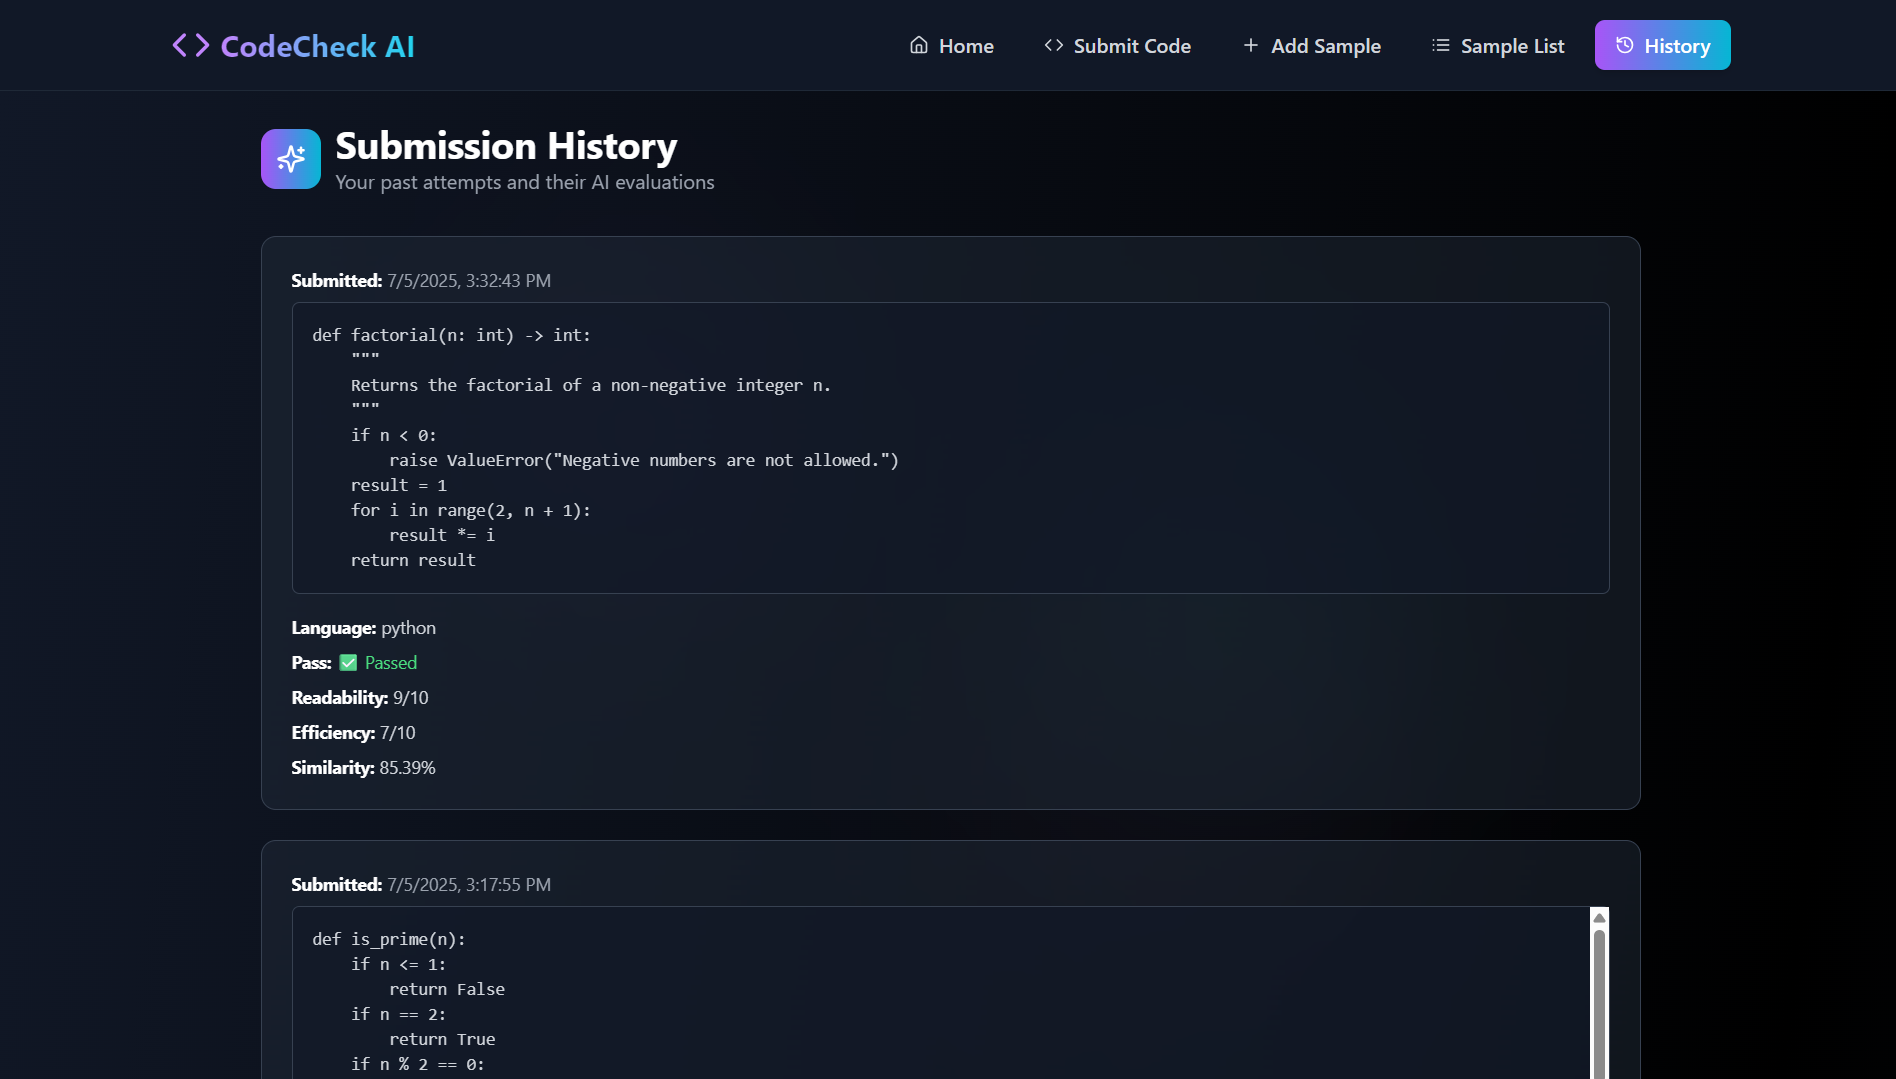 <> CodeCheck AI
Home
<> Submit Code
+ Add Sample
Sample List
History
Submission History
Your past attempts and their AI evaluations
Submitted: 7/5/2025, 3:32:43 PM
def factorial(n: int) -> int:
    """
    Returns the factorial of a non-negative integer n.
    """
    if n < 0:
        raise ValueError("Negative numbers are not allowed.")
    result = 1
    for i in range(2, n + 1):
        result *= i
    return result
Language: python
Pass: ✅ Passed
Readability: 9/10
Efficiency: 7/10
Similarity: 85.39%
Submitted: 7/5/2025, 3:17:55 PM
def is_prime(n):
    if n <= 1:
        return False
    if n == 2:
        return True
    if n % 2 == 0: